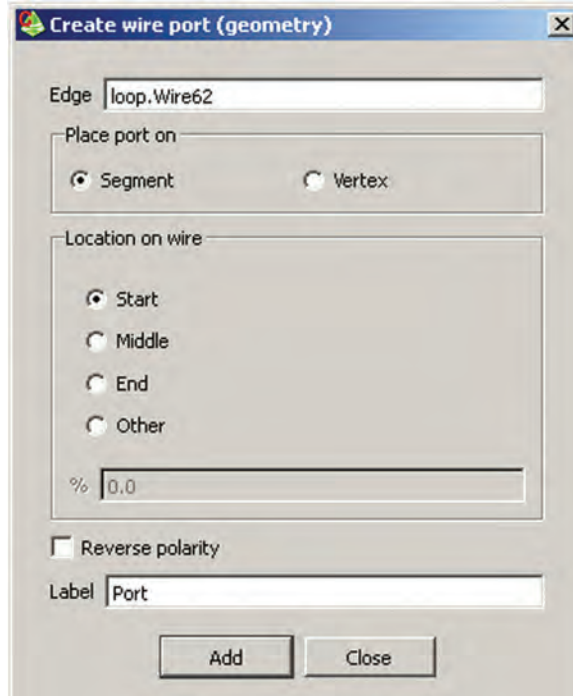 Create wire port (geometry)
Edge loop.Wire62
Place port on
Segment Vertex
Location on wire
Start
Middle
End
Other
% 0.0
Reverse polarity
Label Port
Add Close